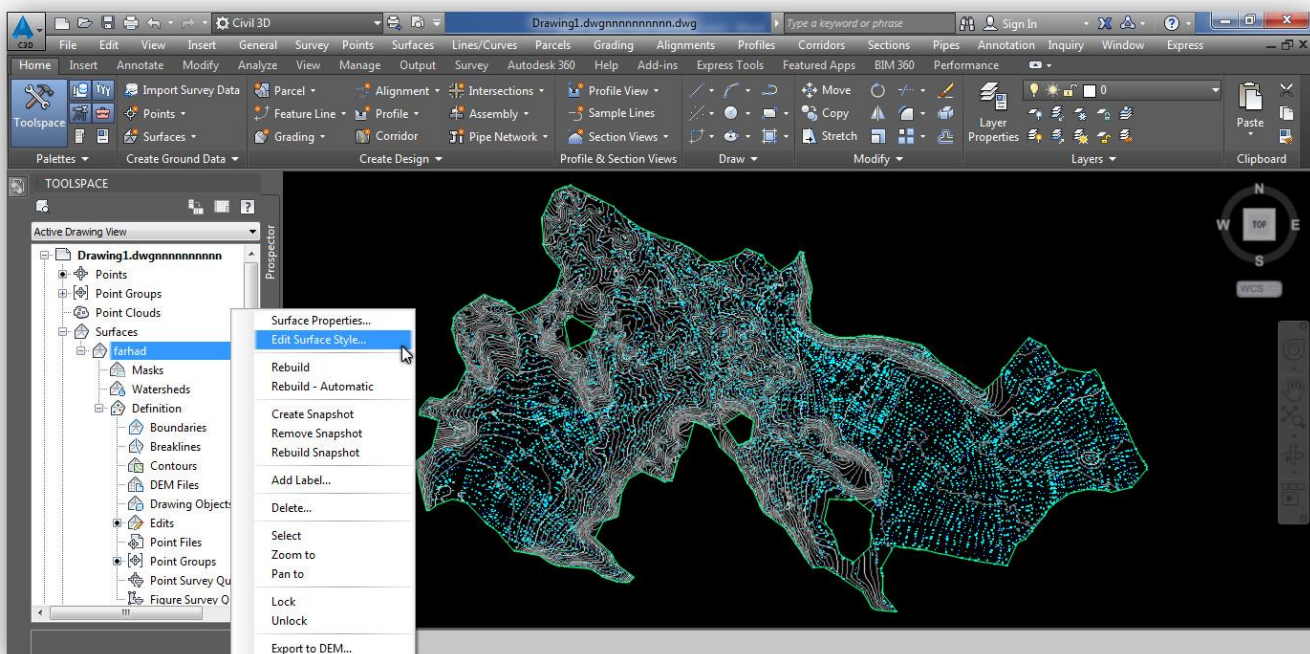 Civil 3D
Drawing1.dwgnnnnnnnnnn.dwg
Type a keyword or phrase
Sign In
C3D
File Edit View Insert General Survey Points Surfaces Lines/Curves Parcels Grading Alignments Profiles Corridors Sections Pipes Annotation Inquiry Window Express
Home Insert Annotate Modify Analyze View Manage Output Survey Autodesk 360 Help Add-ins Express Tools Featured Apps BIM 360 Performance
Toolspace
Import Survey Data
Points
Surfaces
Parcel
Feature Line
Grading
Alignment
Profile
Corridor
Intersections
Assembly
Pipe Network
Profile View
Sample Lines
Section Views
Move
Copy
Stretch
Layer
Properties
0
Paste
Palettes
Create Ground Data
Create Design
Profile & Section Views
Draw
Modify
Layers
Clipboard
TOOLSPACE
Active Drawing View
Prospector
Drawing1.dwgnnnnnnnnnn
Points
Point Groups
Point Clouds
Surfaces
farhad
Masks
Watersheds
Definition
Boundaries
Breaklines
Contours
DEM Files
Drawing Objects
Edits
Point Files
Point Groups
Point Survey Qu
Figure Survey Q
Surface Properties...
Edit Surface Style...
Rebuild
Rebuild - Automatic
Create Snapshot
Remove Snapshot
Rebuild Snapshot
Add Label...
Delete...
Select
Zoom to
Pan to
Lock
Unlock
Export to DEM...
N
W
TOP
E
S
WCS